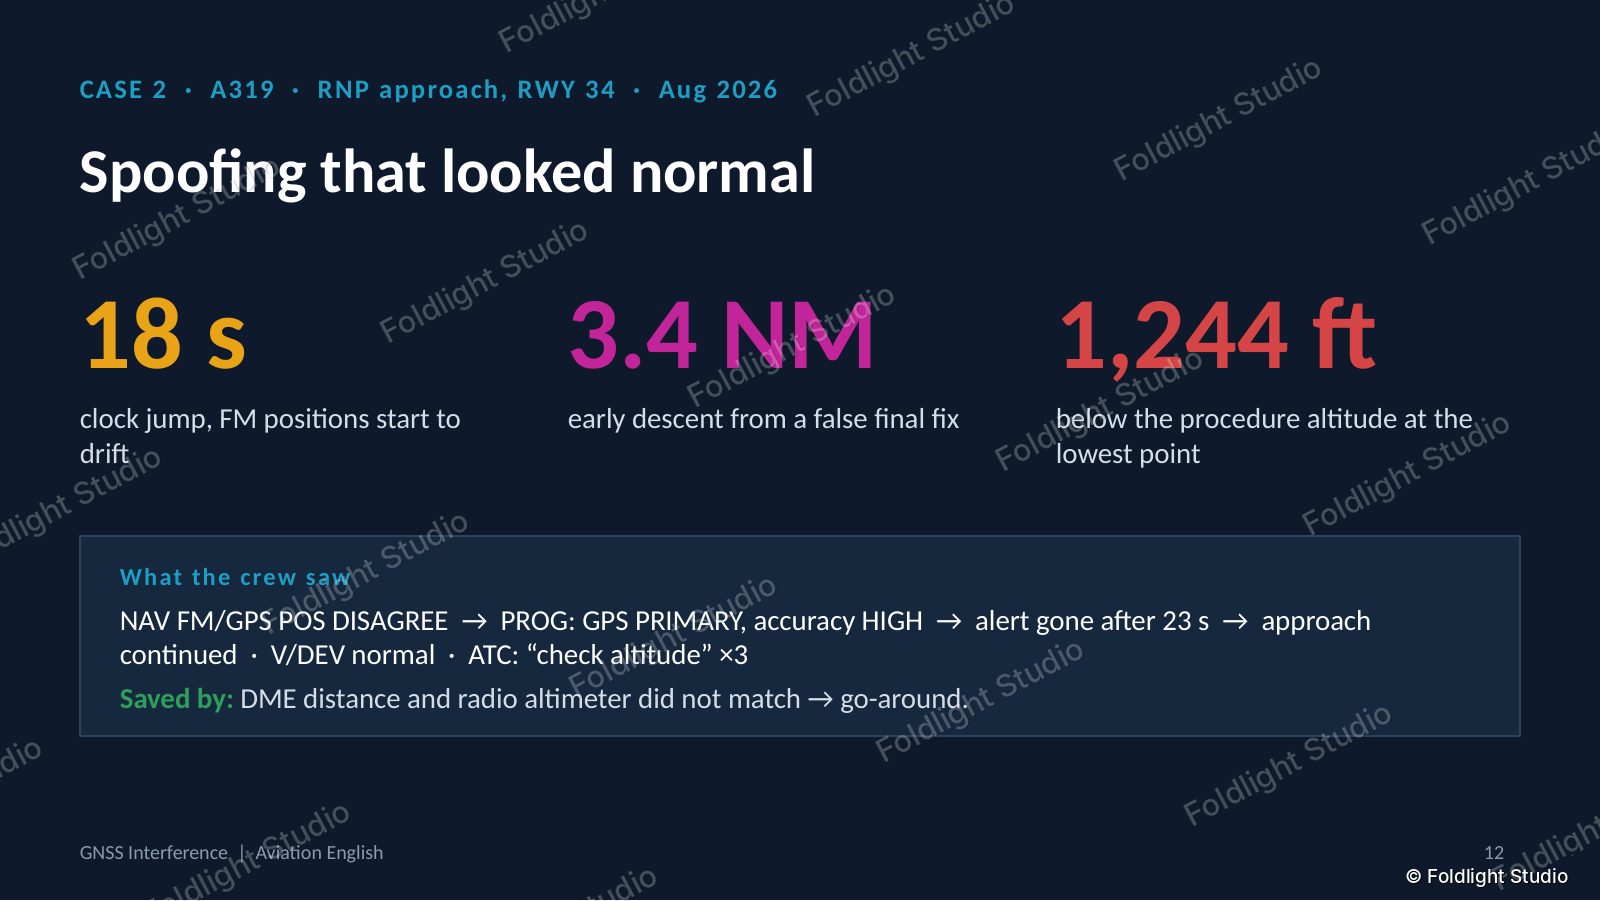 CASE 2 · A319 · RNP approach, RWY 34 · Aug 2026
Spoofing that looked normal
18 s
clock jump, FM positions start to
drift
3.4 NM
early descent from a false final fix
1,244 ft
below the procedure altitude at the
lowest point
What the crew saw
NAV FM/GPS POS DISAGREE → PROG: GPS PRIMARY, accuracy HIGH → alert gone after 23 s → approach
continued · V/DEV normal · ATC: “check altitude” ×3
Saved by: DME distance and radio altimeter did not match → go-around.
GNSS Interference | Aviation English
12
© Foldlight Studio
Foldlight Studio